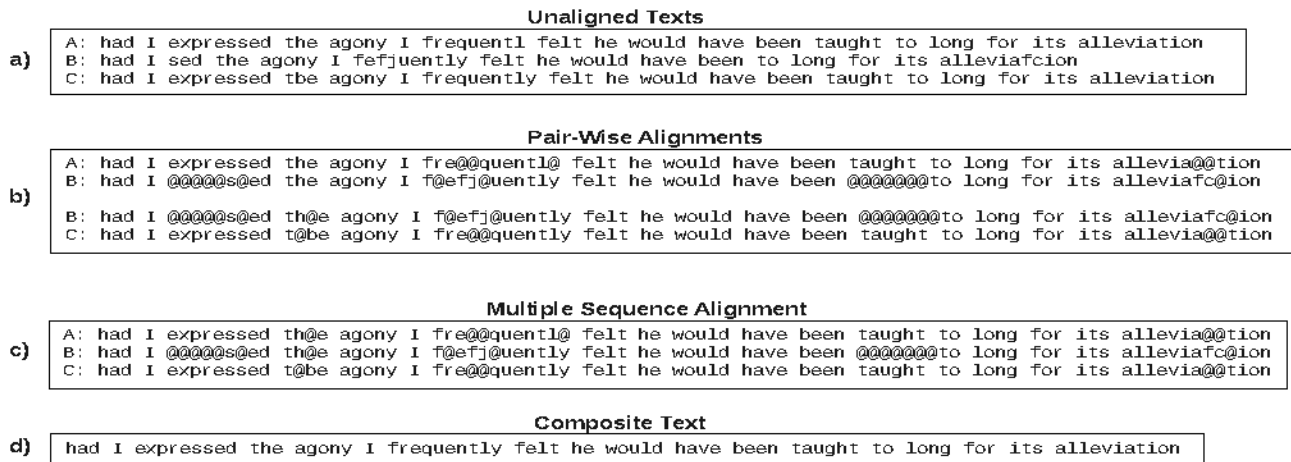 Unaligned Texts
a)
A: had I expressed the agony I frequentl felt he would have been taught to long for its alleviation
B: had I sed the agony I fefjuently felt he would have been to long for its alleviafcion
C: had I expressed tbe agony I frequently felt he would have been taught to long for its alleviation
Pair-Wise Alignments
b)
A: had I expressed the agony I fre@@quentl@ felt he would have been taught to long for its allevia@@tion
B: had I @@@@@s@ed the agony I f@efj@uently felt he would have been @@@@@@@to long for its alleviafc@ion
B: had I @@@@@s@ed th@e agony I f@efj@uently felt he would have been @@@@@@@to long for its alleviafc@ion
C: had I expressed t@be agony I fre@@quently felt he would have been taught to long for its allevia@@tion
Multiple Sequence Alignment
c)
A: had I expressed th@e agony I fre@@quentl@ felt he would have been taught to long for its allevia@@tion
B: had I @@@@@s@ed th@e agony I f@efj@uently felt he would have been @@@@@@@to long for its alleviafc@ion
C: had I expressed t@be agony I fre@@quently felt he would have been taught to long for its allevia@@tion
Composite Text
d)
had I expressed the agony I frequently felt he would have been taught to long for its alleviation